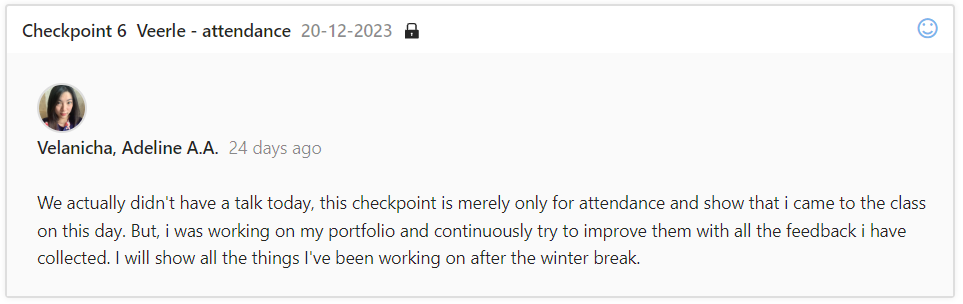 Checkpoint 6 Veerle - attendance 20-12-2023
Velanicha, Adeline A.A. 24 days ago
We actually didn't have a talk today, this checkpoint is merely only for attendance and show that i came to the class
on this day. But, i was working on my portfolio and continuously try to improve them with all the feedback i have
collected. I will show all the things I've been working on after the winter break.